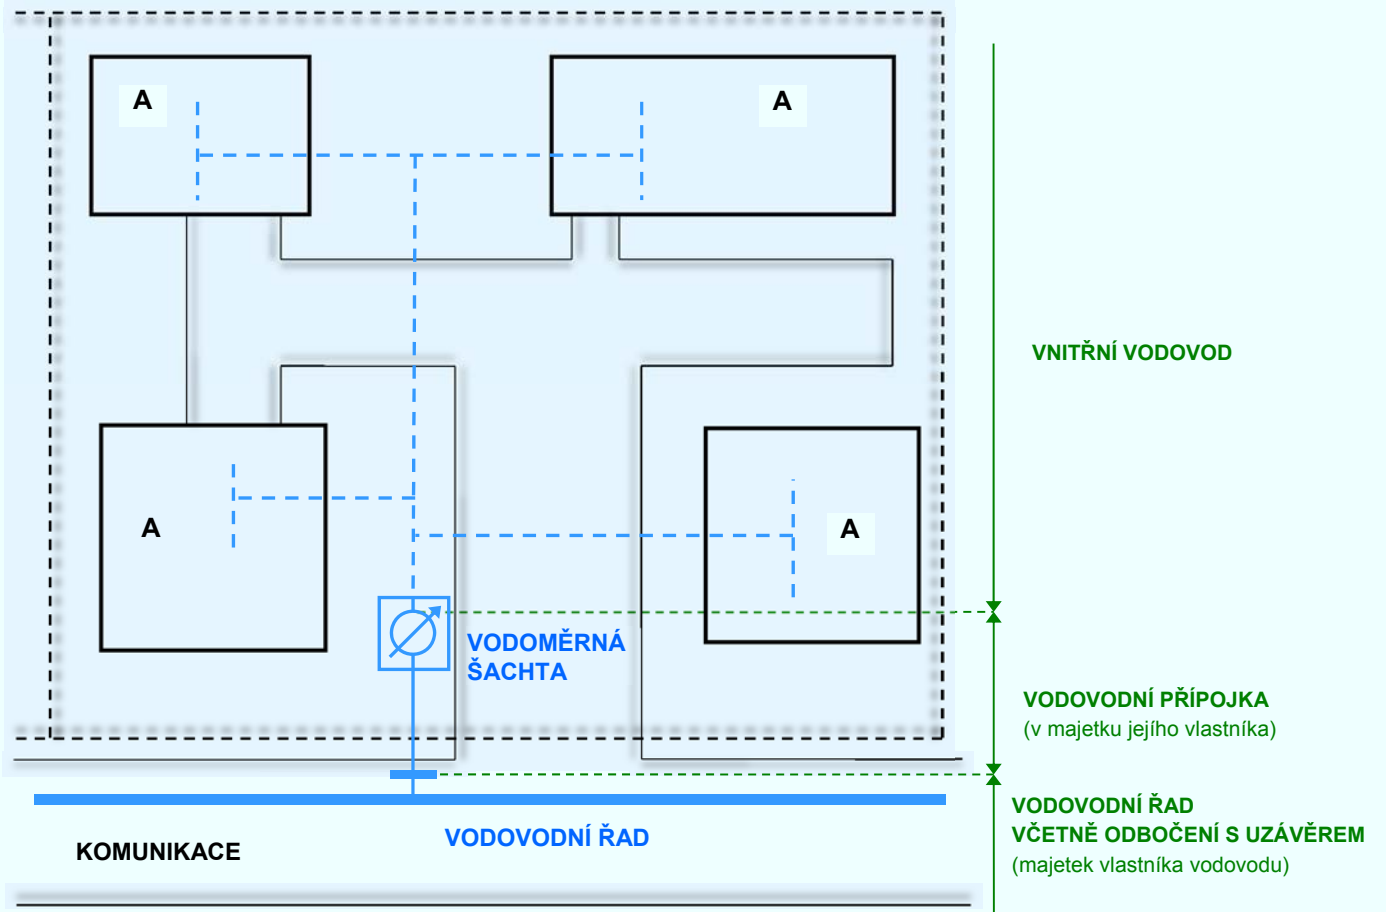 A
A
VNITŘNÍ VODOVOD
A
A
VODOMĚRNÁ
ŠACHTA
VODOVODNÍ PŘÍPOJKA
(v majetku jejího vlastníka)
VODOVODNÍ ŘAD
VČETNĚ ODBOČENÍ S UZÁVĚREM
(majetek vlastníka vodovodu)
VODOVODNÍ ŘAD
KOMUNIKACE